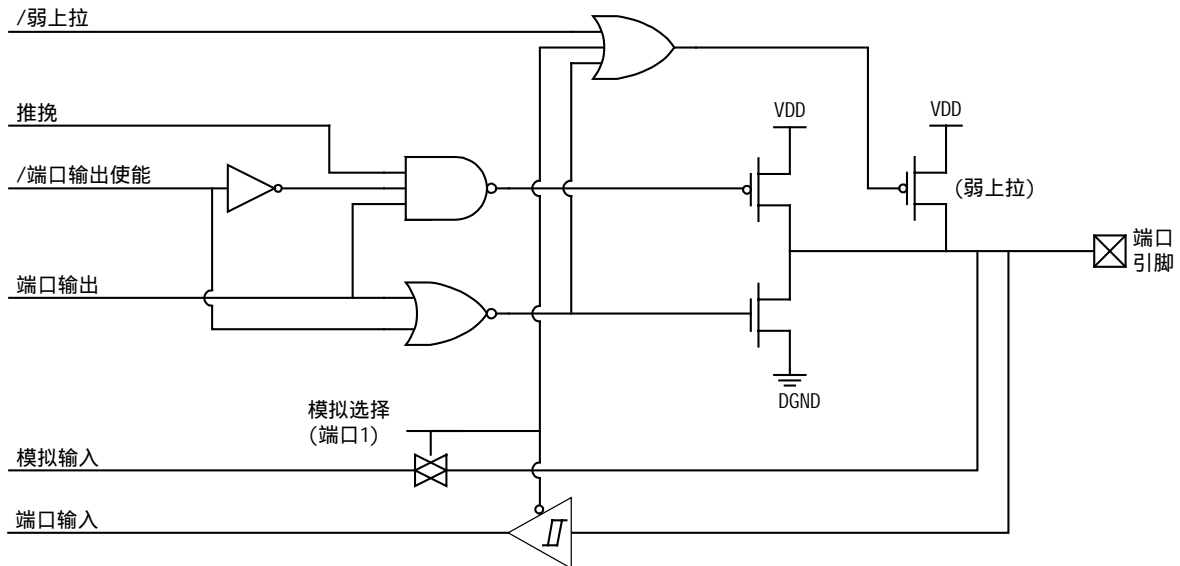 /弱上拉
推挽
VDD
VDD
/端口输出使能
(弱上拉)
端口
引脚
端口输出
DGND
模拟选择
(端口1)
模拟输入
端口输入